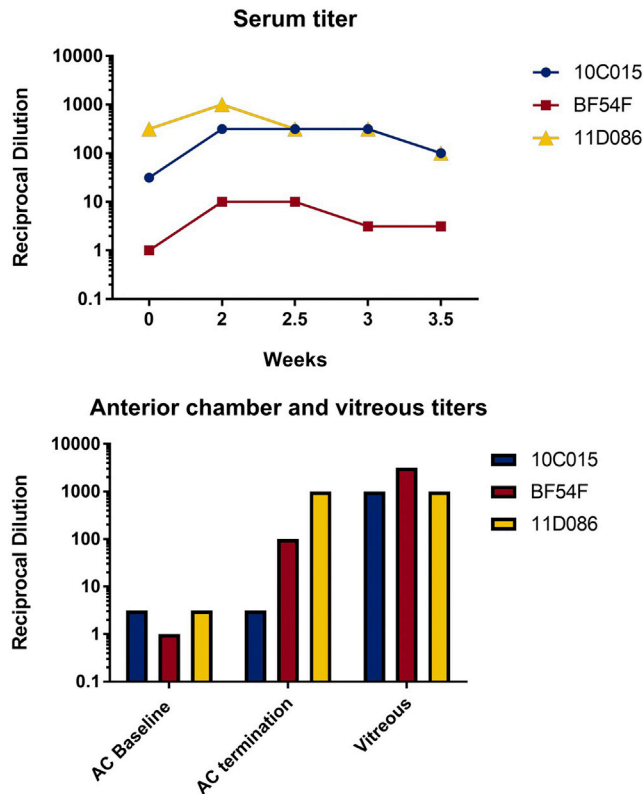 Serum titer
10000
1000
100
10
1
0.1
Reciprocal Dilution
0 2 2.5 3 3.5
Weeks
10C015
BF54F
11D086
Anterior chamber and vitreous titers
10000
1000
100
10
1
0.1
Reciprocal Dilution
AC Baseline
AC termination
Vitreous
10C015
BF54F
11D086